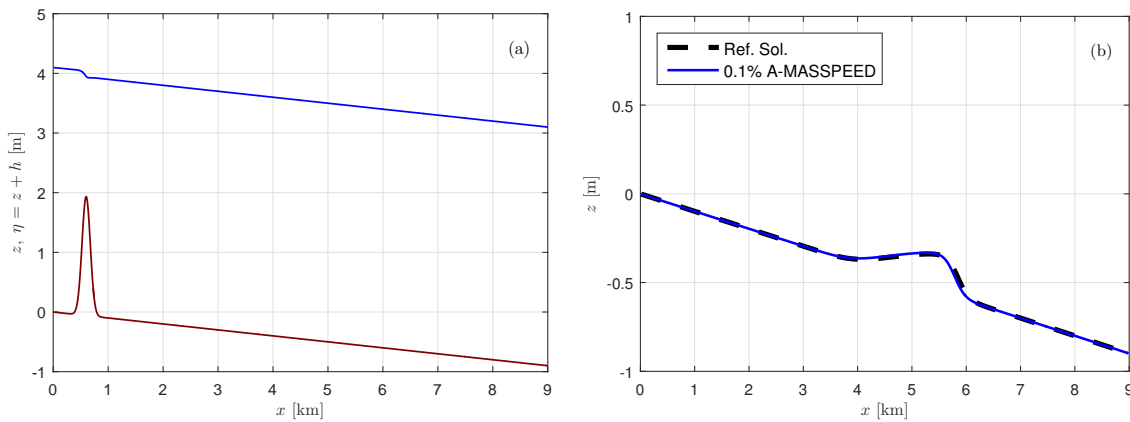 5
4
3
2
1
0
-1
z, η = z + h [m]
(a)
0 1 2 3 4 5 6 7 8 9
x [km]
1
0.5
0
-0.5
-1
z [m]
Ref. Sol.
0.1% A-MASSPEED
(b)
0 1 2 3 4 5 6 7 8 9
x [km]